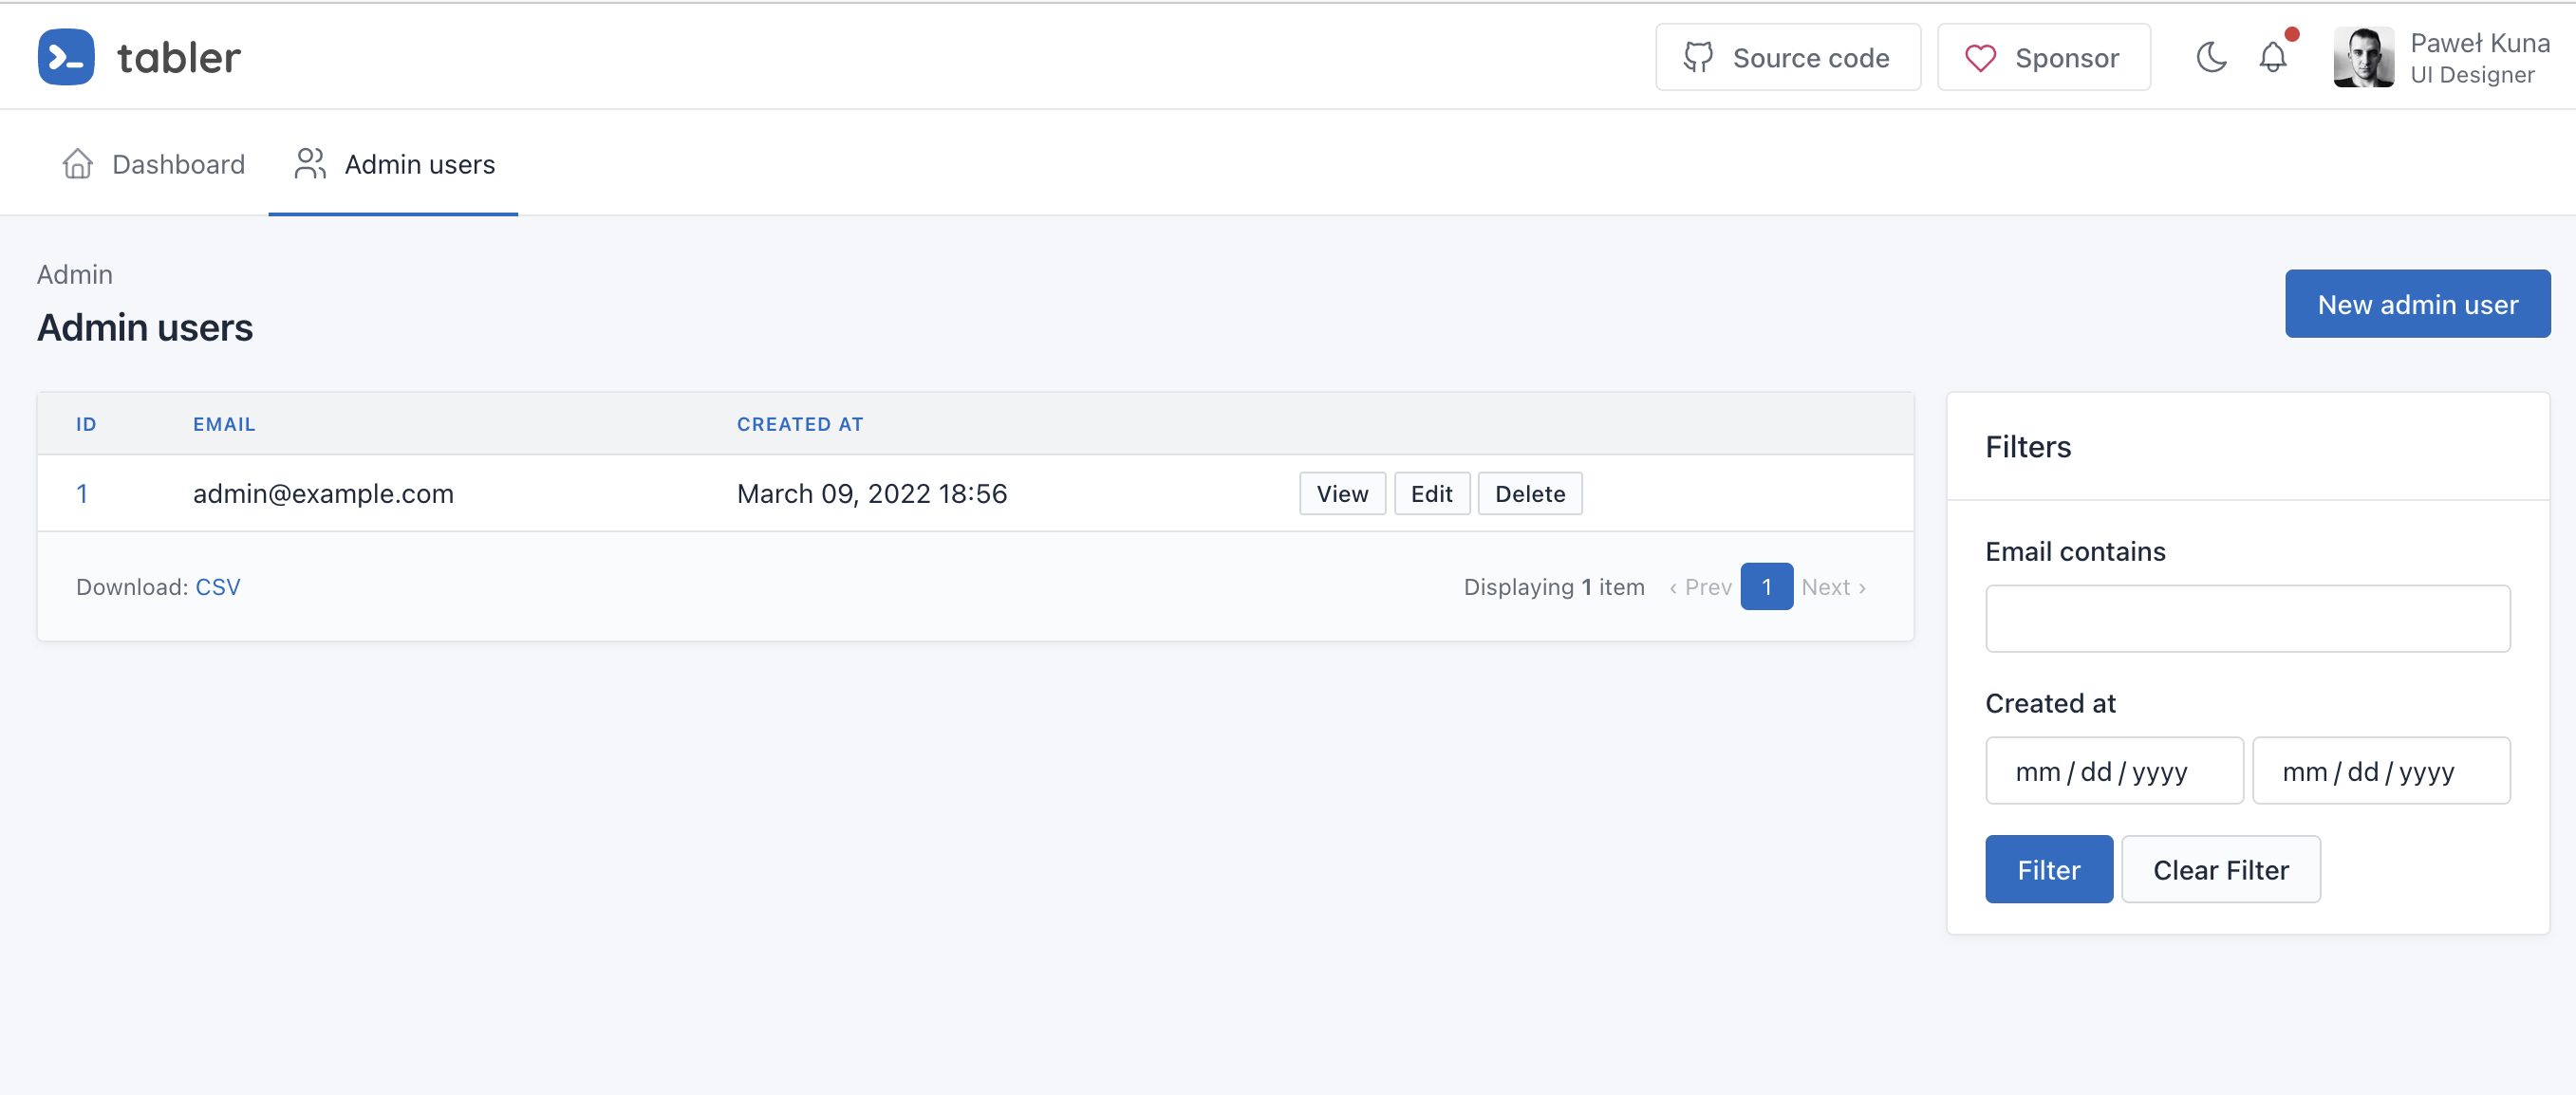 tabler
Source code
Sponsor
Paweł Kuna
UI Designer
Dashboard
Admin users
Admin
Admin users
New admin user
ID EMAIL CREATED AT
1 admin@example.com March 09, 2022 18:56 View Edit Delete
Download: CSV
Displaying 1 item ‹ Prev 1 Next ›
Filters
Email contains
Created at
mm/dd/yyyy mm/dd/yyyy
Filter Clear Filter